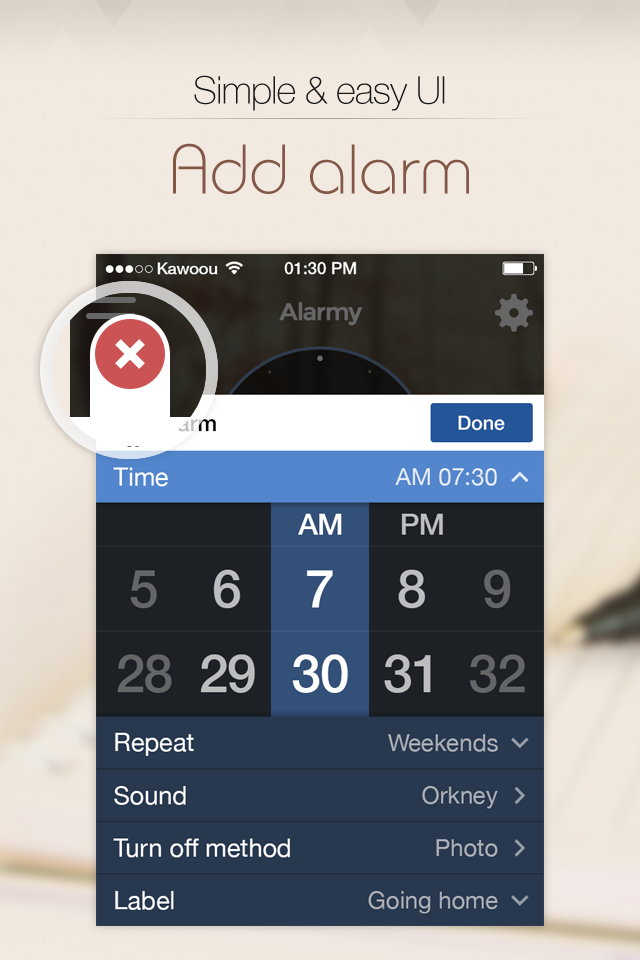 Simple & easy UI
Add alarm
Kawoou 01:30 PM
Alarmy
arm Done
Time AM 07:30
AM PM
5 6 7 8 9
28 29 30 31 32
Repeat Weekends
Sound Orkney
Turn off method Photo
Label Going home